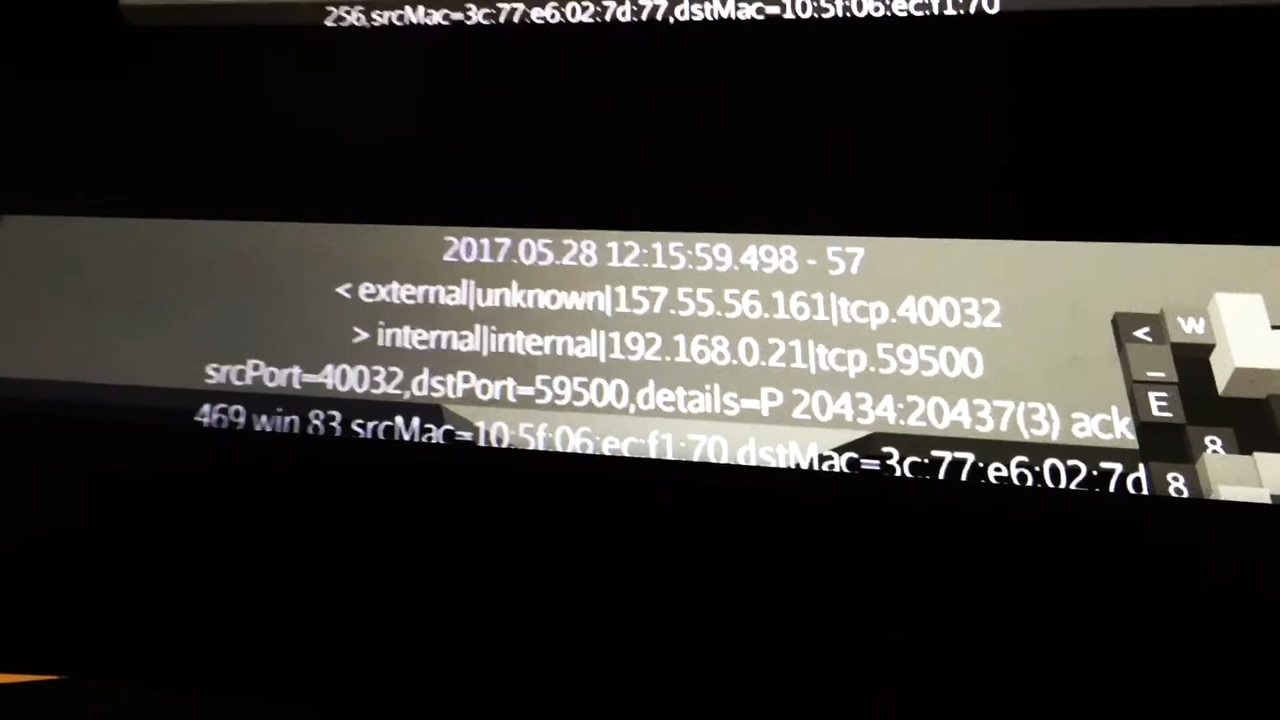 256,srcMac=3c:77:e6:02:7d:77,dstMac=10:5f:06:ec:f1:70
2017.05.28 12:15:59.498 - 57
< external|unknown|157.55.56.161|tcp.40032
> internal|internal|192.168.0.21|tcp.59500
srcPort=40032,dstPort=59500,details=P 20434:20437(3) ack
469 win 83 srcMac=10:5f:06:ec:f1:70 dstMac=3c:77:e6:02:7d
< w
_
E
8
8